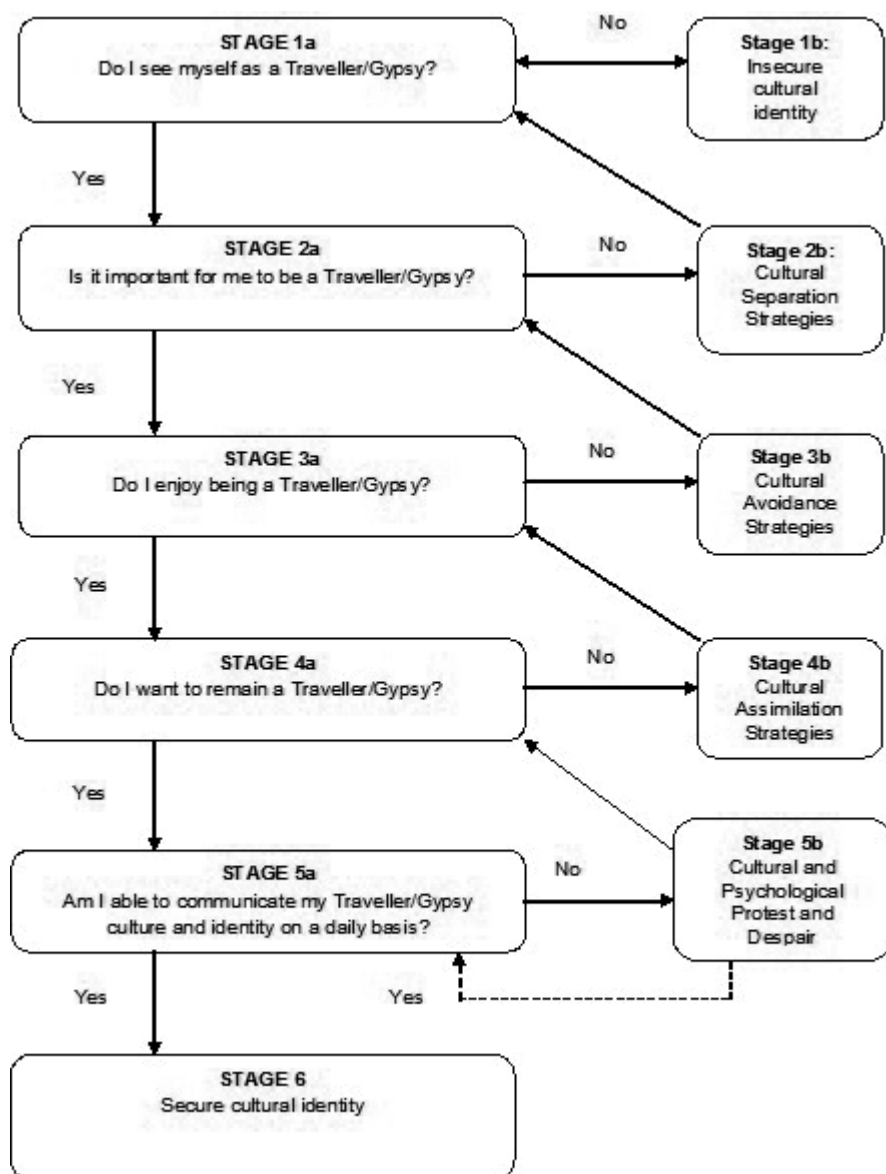 STAGE 1a
Do I see myself as a Traveller/Gypsy?
No
Stage 1b:
Insecure
cultural
identity
Yes
STAGE 2a
Is it important for me to be a Traveller/Gypsy?
No
Stage 2b:
Cultural
Separation
Strategies
Yes
STAGE 3a
Do I enjoy being a Traveller/Gypsy?
No
Stage 3b
Cultural
Avoidance
Strategies
Yes
STAGE 4a
Do I want to remain a Traveller/Gypsy?
No
Stage 4b
Cultural
Assimilation
Strategies
Yes
STAGE 5a
Am I able to communicate my Traveller/Gypsy
culture and identity on a daily basis?
No
Stage 5b
Cultural and
Psychological
Protest and
Despair
Yes
Yes
STAGE 6
Secure cultural identity